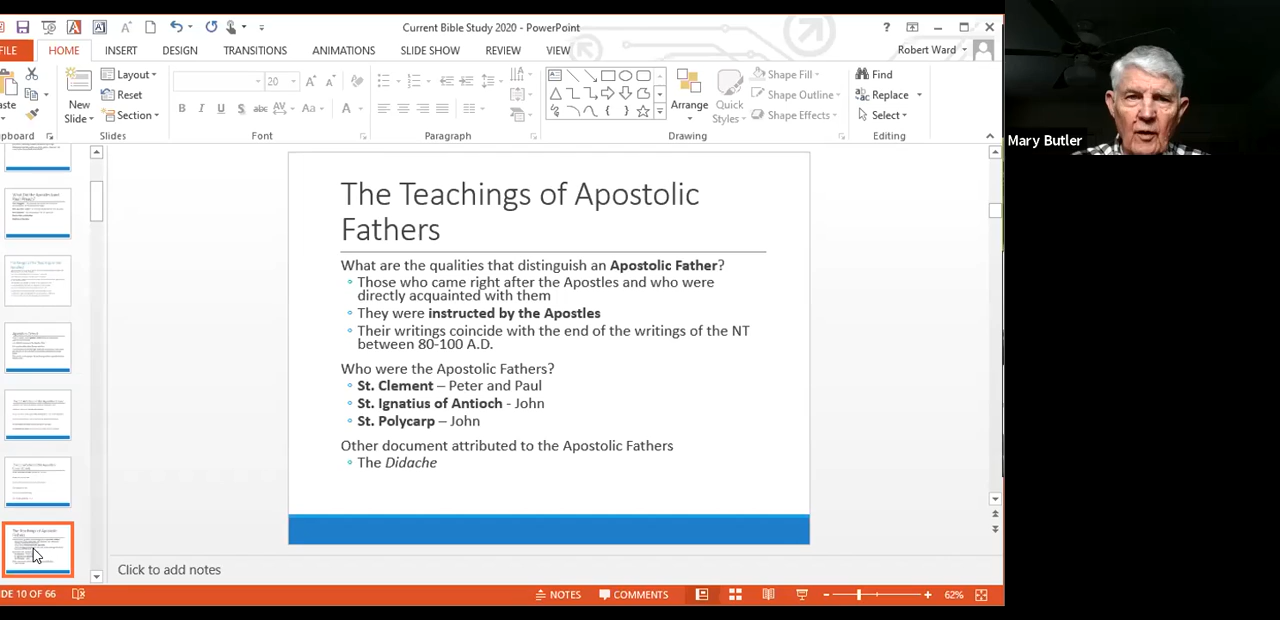 Current Bible Study 2020 - PowerPoint
FILE HOME INSERT DESIGN TRANSITIONS ANIMATIONS SLIDE SHOW REVIEW VIEW
Robert Ward
New
Slide
Layout
Reset
Section
20
Arrange
Quick
Styles
Shape Fill
Shape Outline
Shape Effects
Find
Replace
Select
Slides Font Paragraph Drawing Editing
Mary Butler
The Teachings of Apostolic
Fathers
What are the qualities that distinguish an Apostolic Father?
Those who came right after the Apostles and who were
directly acquainted with them
They were instructed by the Apostles
Their writings coincide with the end of the writings of the NT
between 80-100 A.D.
Who were the Apostolic Fathers?
St. Clement – Peter and Paul
St. Ignatius of Antioch - John
St. Polycarp – John
Other document attributed to the Apostolic Fathers
The Didache
Click to add notes
DE 10 OF 66 NOTES COMMENTS 62%